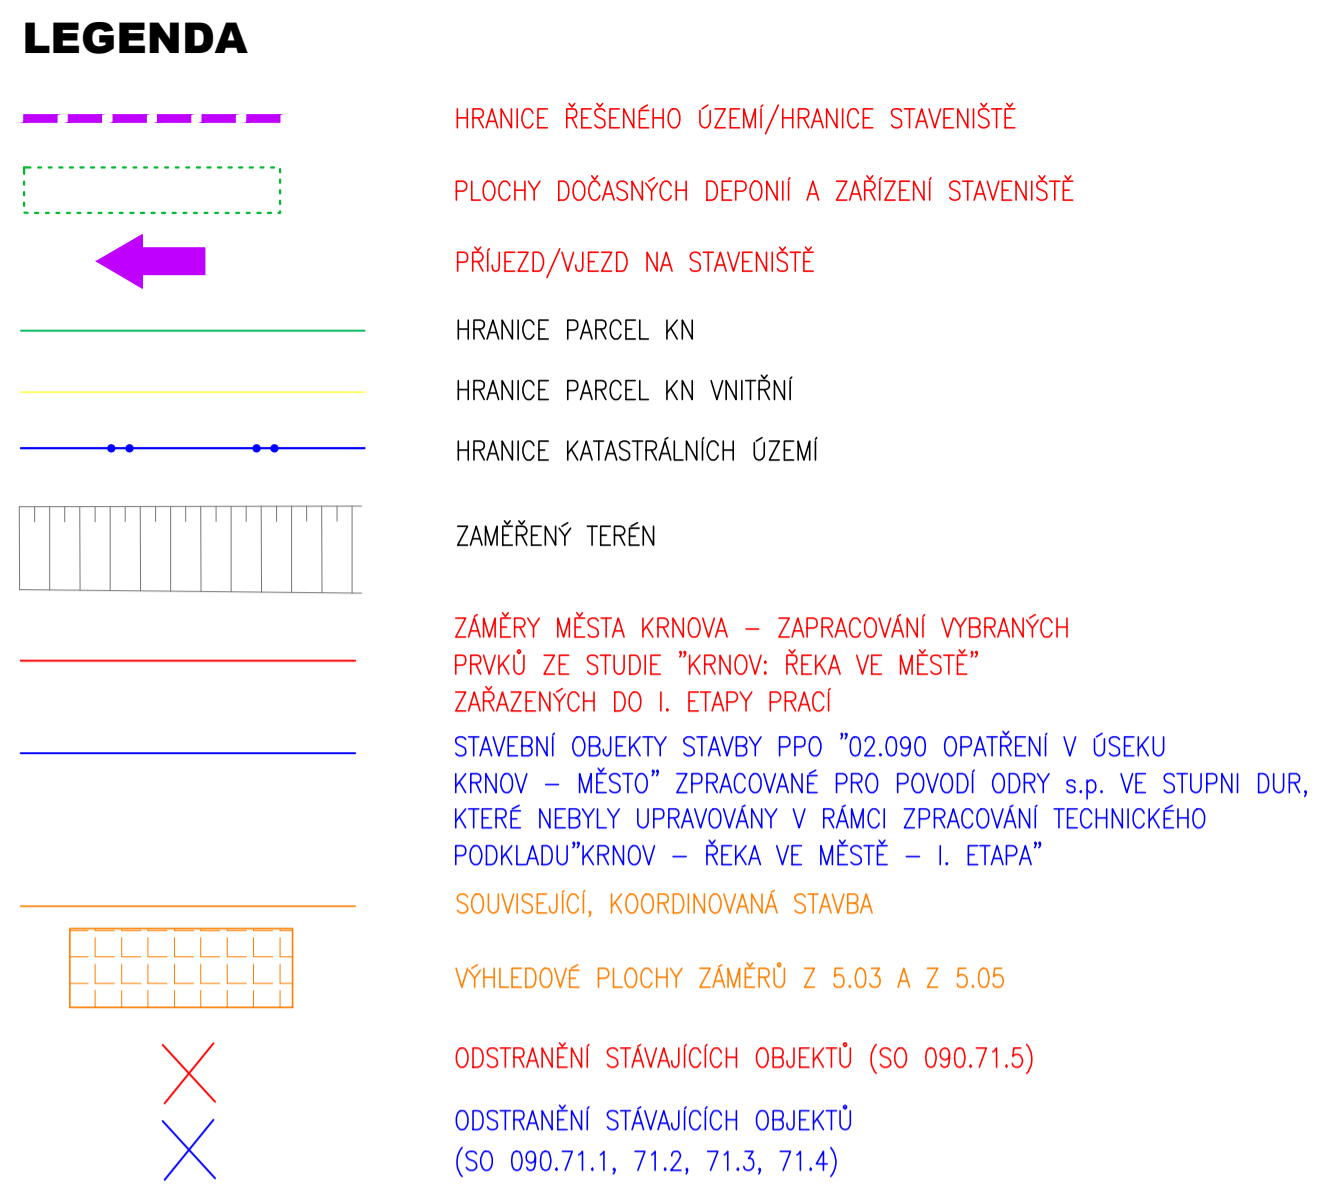 LEGENDA
HRANICE ŘEŠENÉHO ÚZEMÍ/HRANICE STAVENIŠTĚ
PLOCHY DOČASNÝCH DEPONIÍ A ZAŘÍZENÍ STAVENIŠTĚ
PŘÍJEZD/VJEZD NA STAVENIŠTĚ
HRANICE PARCEL KN
HRANICE PARCEL KN VNITŘNÍ
HRANICE KATASTRÁLNÍCH ÚZEMÍ
ZAMĚŘENÝ TERÉN
ZÁMĚRY MĚSTA KRNOVA – ZAPRACOVÁNÍ VYBRANÝCH
PRVKŮ ZE STUDIE ”KRNOV: ŘEKA VE MĚSTĚ”
ZAŘAZENÝCH DO I. ETAPY PRACÍ
STAVEBNÍ OBJEKTY STAVBY PPO ”02.090 OPATŘENÍ V ÚSEKU
KRNOV – MĚSTO” ZPRACOVANÉ PRO POVODÍ ODRY s.p. VE STUPNI DUR,
KTERÉ NEBYLY UPRAVOVÁNY V RÁMCI ZPRACOVÁNÍ TECHNICKÉHO
PODKLADU”KRNOV – ŘEKA VE MĚSTĚ – I. ETAPA”
SOUVISEJÍCÍ, KOORDINOVANÁ STAVBA
VÝHLEDOVÉ PLOCHY ZÁMĚRŮ Z 5.03 A Z 5.05
ODSTRANĚNÍ STÁVAJÍCÍCH OBJEKTŮ (SO 090.71.5)
ODSTRANĚNÍ STÁVAJÍCÍCH OBJEKTŮ
(SO 090.71.1, 71.2, 71.3, 71.4)